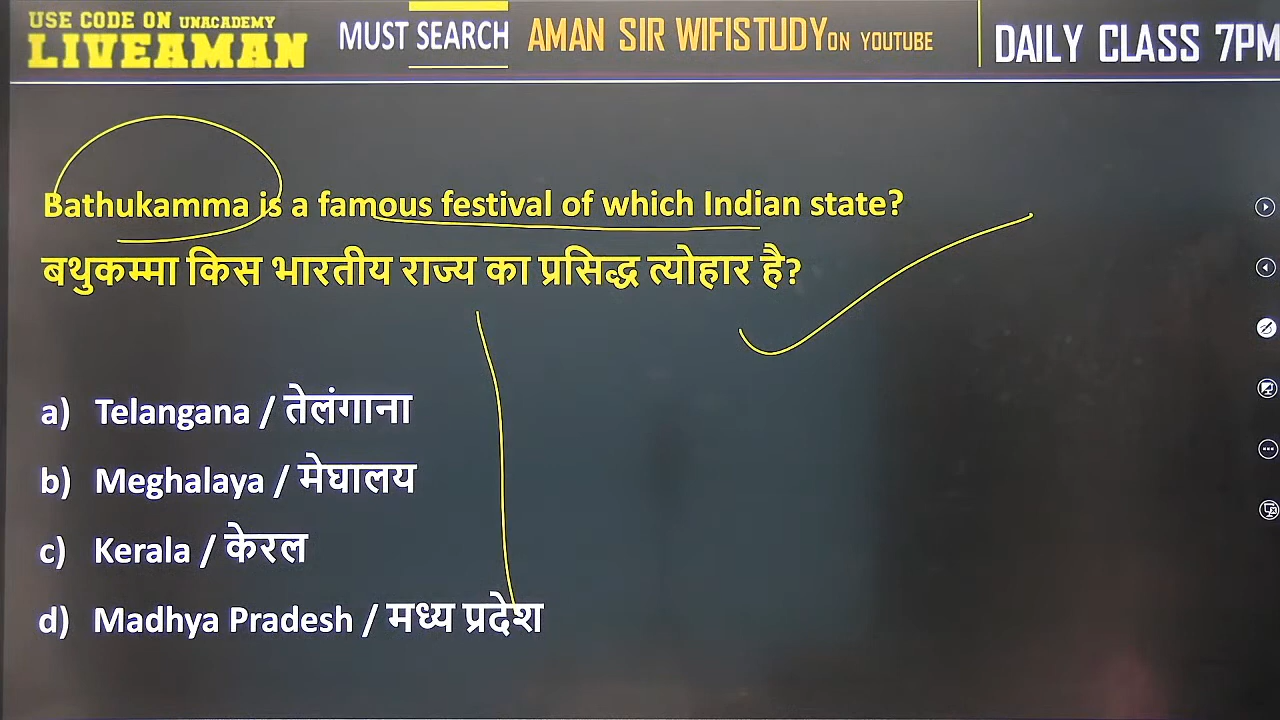 USE CODE ON UNACADEMY
LIVEAMAN
MUST SEARCH AMAN SIR WIFISTUDY ON YOUTUBE
DAILY CLASS 7PM
Bathukamma is a famous festival of which Indian state?
बथुकम्मा किस भारतीय राज्य का प्रसिद्ध त्योहार है?
a) Telangana / तेलंगाना
b) Meghalaya / मेघालय
c) Kerala / केरल
d) Madhya Pradesh / मध्य प्रदेश